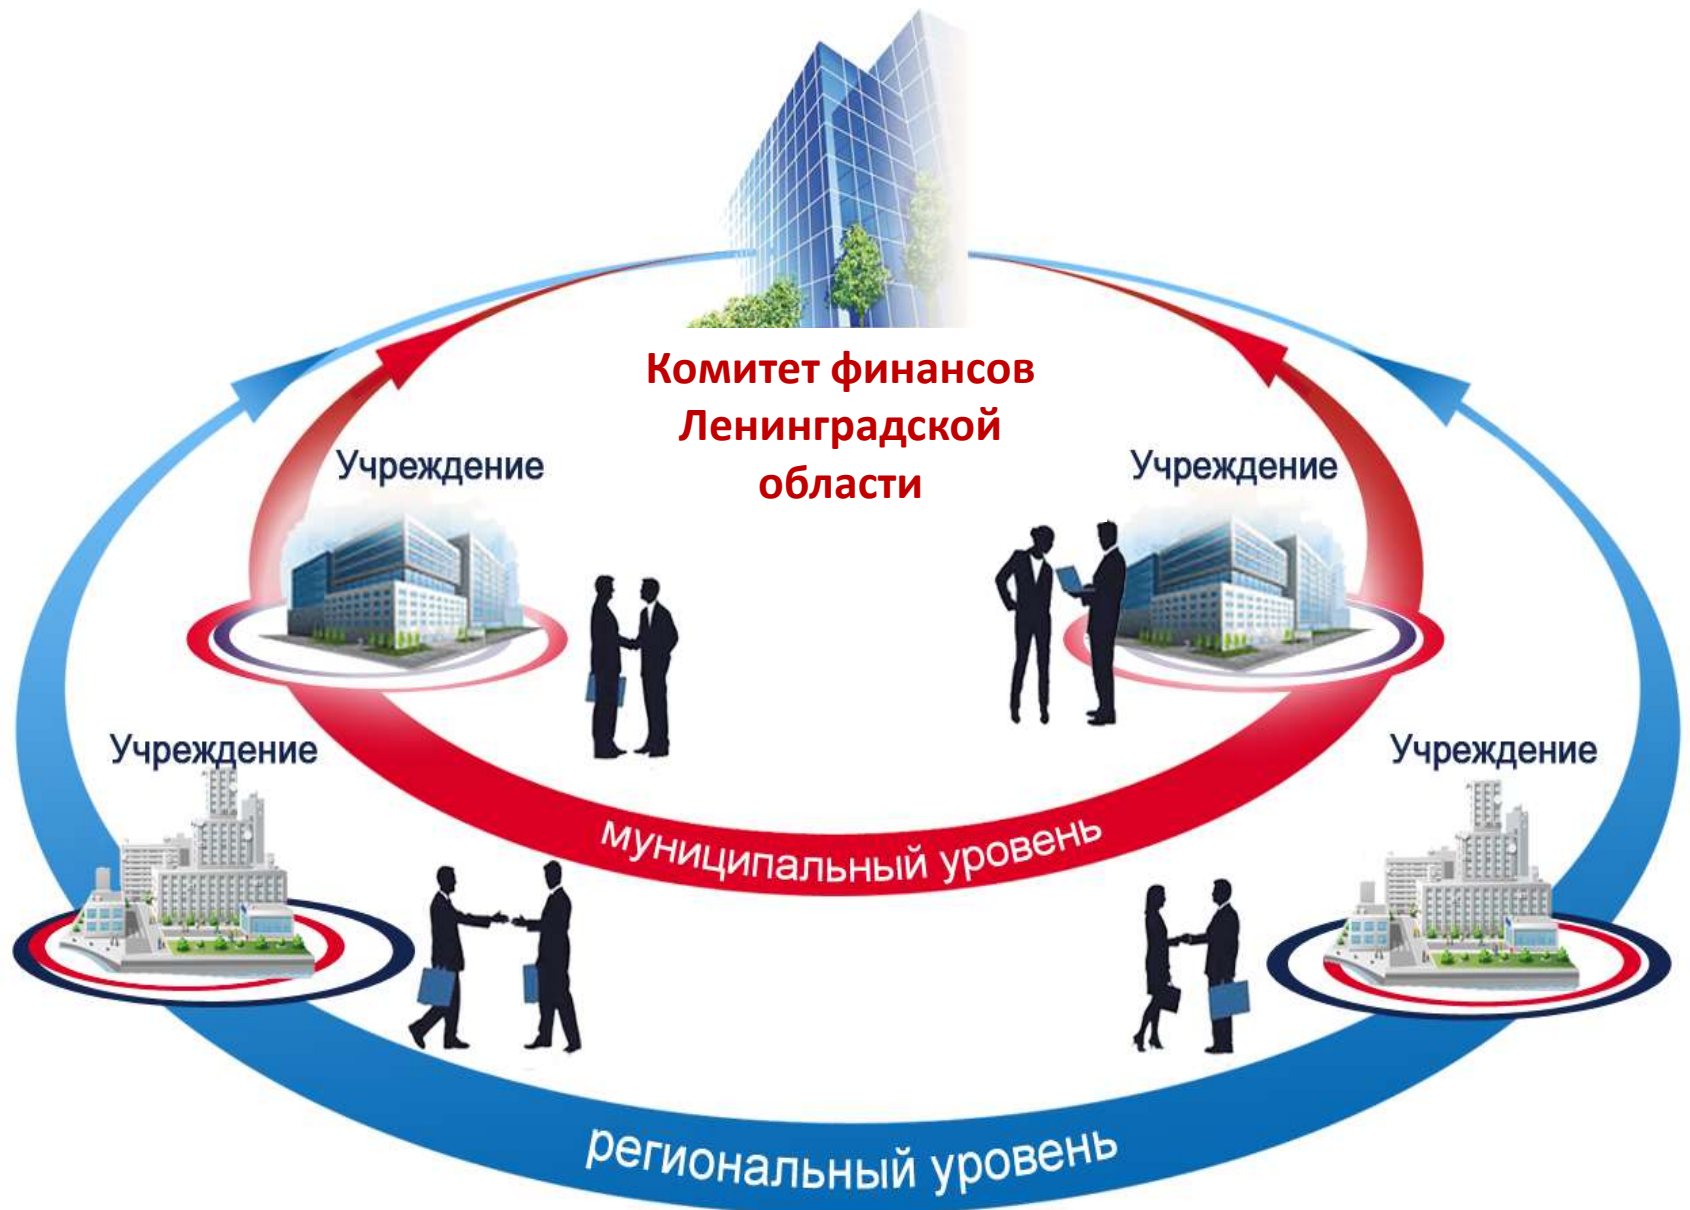 Комитет финансов
Ленинградской
области
Учреждение
Учреждение
Учреждение
Учреждение
муниципальный уровень
региональный уровень